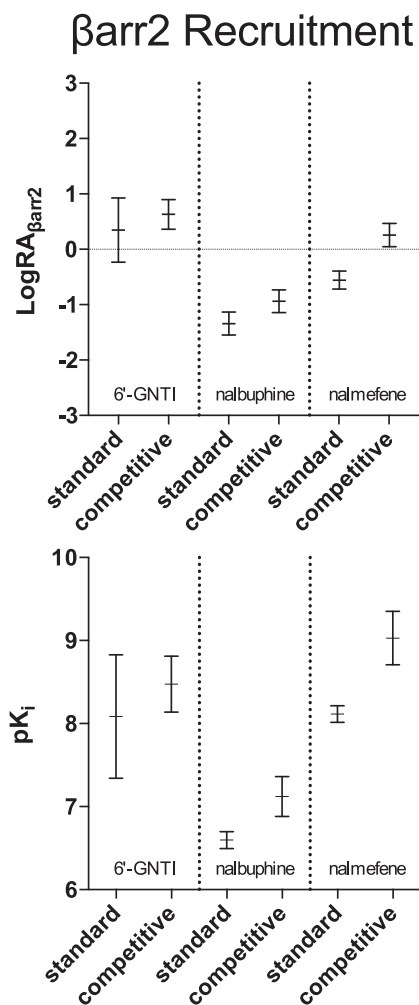 βarr2 Recruitment
LogRAβarr2
3
2
1
0
-1
-2
-3
6'-GNTI
nalbuphine
nalmefene
standard
competitive
standard
competitive
standard
competitive
pKi
10
9
8
7
6
6'-GNTI
nalbuphine
nalmefene
standard
competitive
standard
competitive
standard
competitive